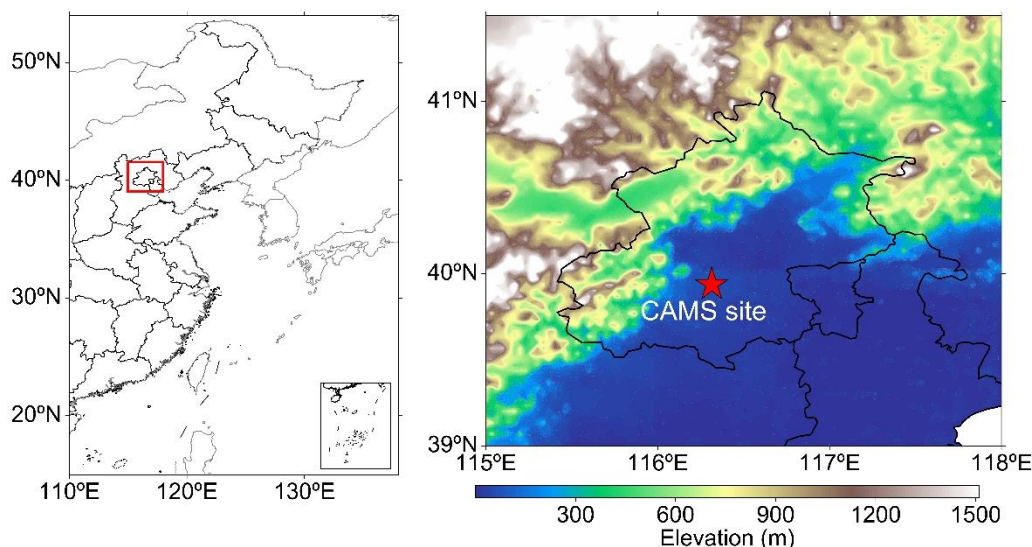 50ºN
40ºN
30ºN
20ºN
110ºE 120ºE 130ºE
41ºN
40ºN
39ºN
CAMS site
115ºE 116ºE 117ºE 118ºE
300 600 900 1200 1500
Elevation (m)